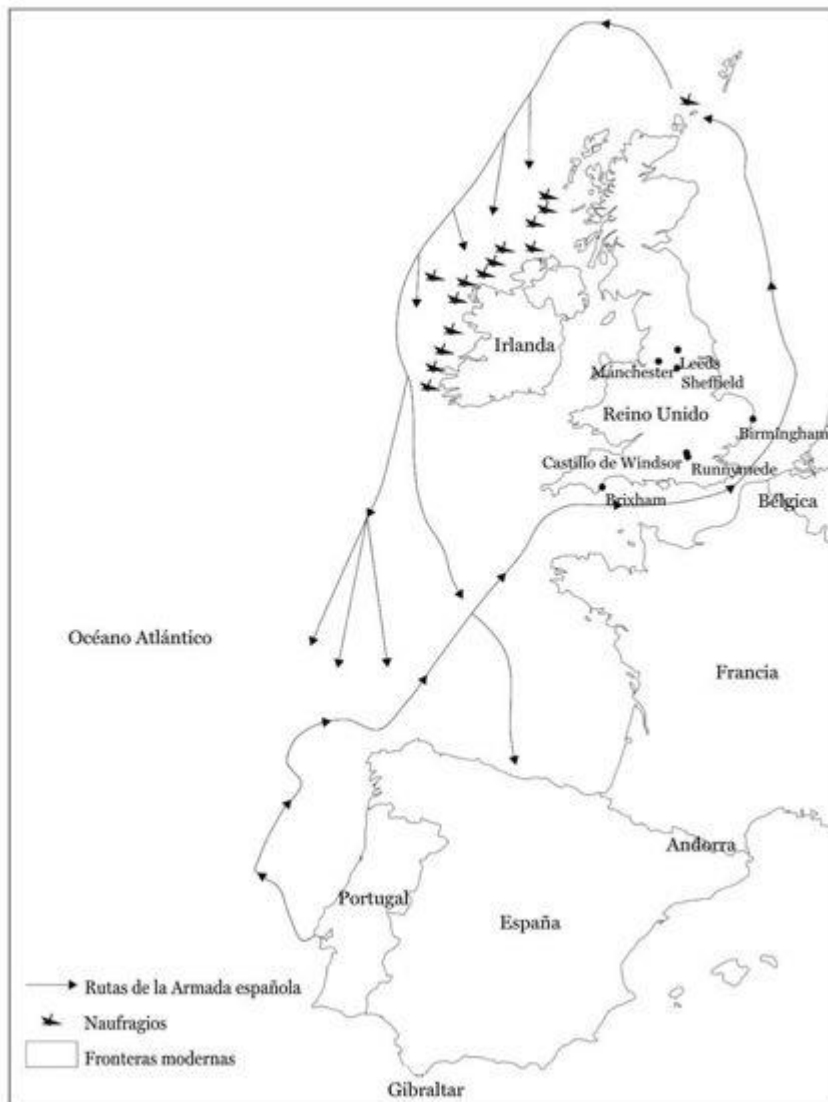 Irlanda
Mánchester
Leeds
Sheffield
Reino Unido
Birmingham
Castillo de Windsor
Runnymede
Brixham
Bélgica
Océano Atlántico
Francia
Andorra
Portugal
España
Rutas de la Armada española
Naufragios
Fronteras modernas
Gibraltar